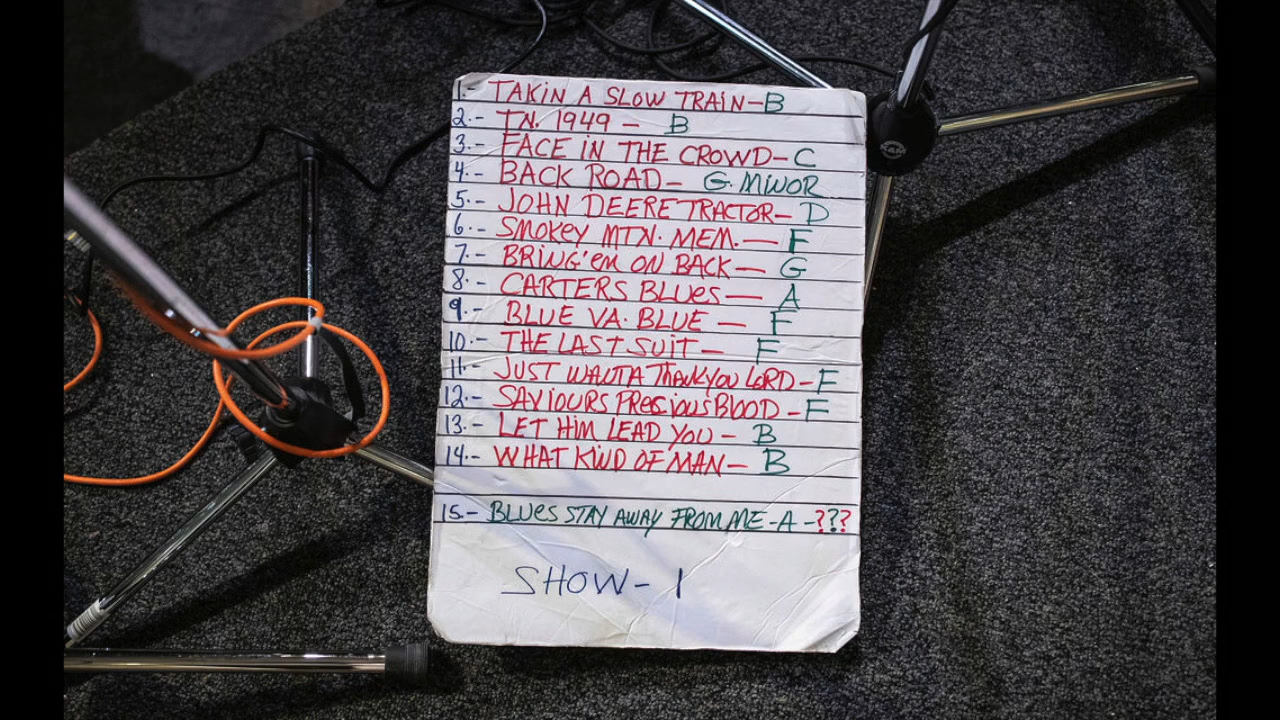 1.- TAKiN A SLOW TRAiN-B
2.- TN. 1949 - B
3.- FACE IN THE CROWD-C
4.- BACK ROAD- G. MINOR
5.- JOHN DEERE TRACTOR- D
6.- SMOKEY MTN. MEM. - F
7.- BRING'EM ON BACK- G
8.- CARTERS BLUES- A
9.- BLUE VA. BLUE - F
10.- THE LAST SUIT - F
11.- JUST WANTA THANKYOU LORD-F
12.- SAVIOURS PRECIOUS BLOOD-F
13.- LET HIM LEAD YOU - B
14.- WHAT KIND OF MAN- B
15.- BLUES STAY AWAY FROM ME-A-???
SHOW-1